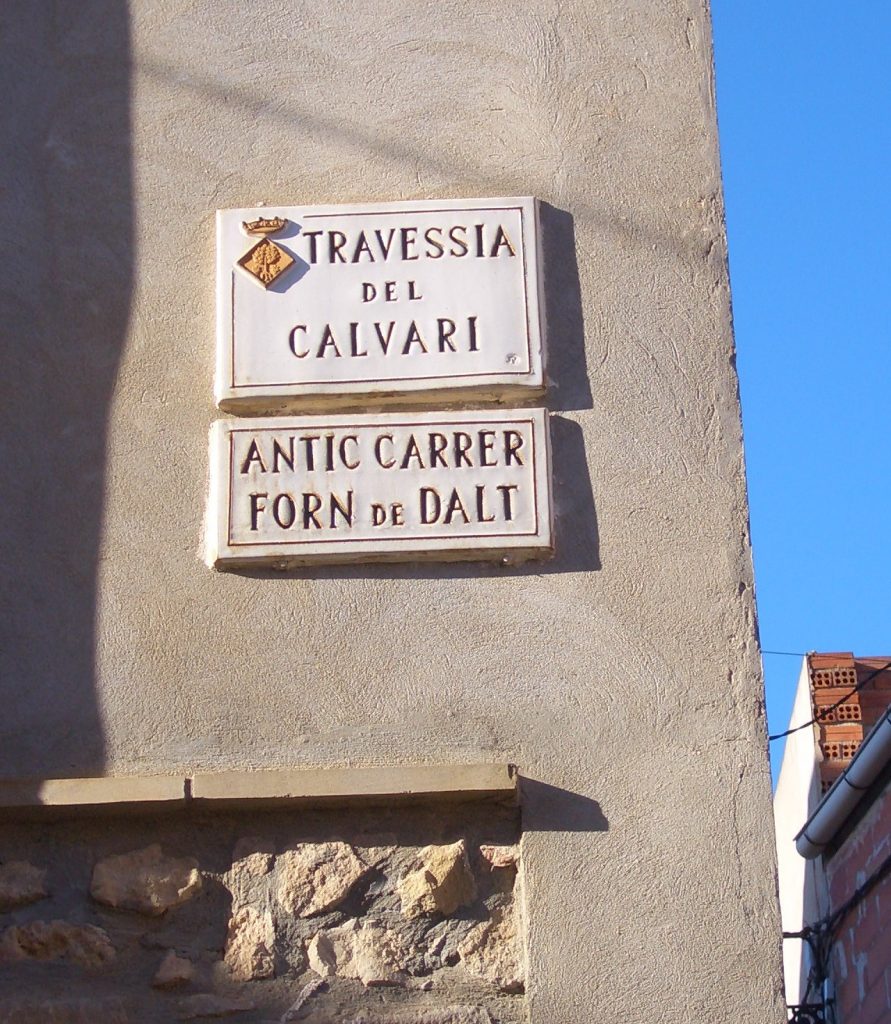 TRAVESSIA
DEL
CALVARI
ANTIC CARRER
FORN DE DALT